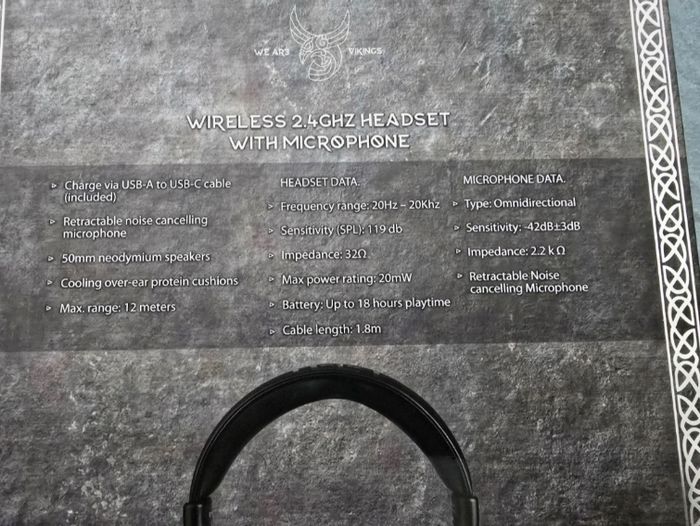 WE AR3 VIKINGS
WIRELESS 2.4GHZ HEADSET
WITH MICROPHONE
Charge via USB-A to USB-C cable
(included)
Retractable noise cancelling
microphone
50mm neodymium speakers
Cooling over-ear protein cushions
Max. range: 12 meters
HEADSET DATA.
Frequency range: 20Hz – 20Khz
Sensitivity (SPL): 119 db
Impedance: 32Ω
Max power rating: 20mW
Battery: Up to 18 hours playtime
Cable length: 1.8m
MICROPHONE DATA.
Type: Omnidirectional
Sensitivity: -42dB±3dB
Impedance: 2.2 k Ω
Retractable Noise
cancelling Microphone